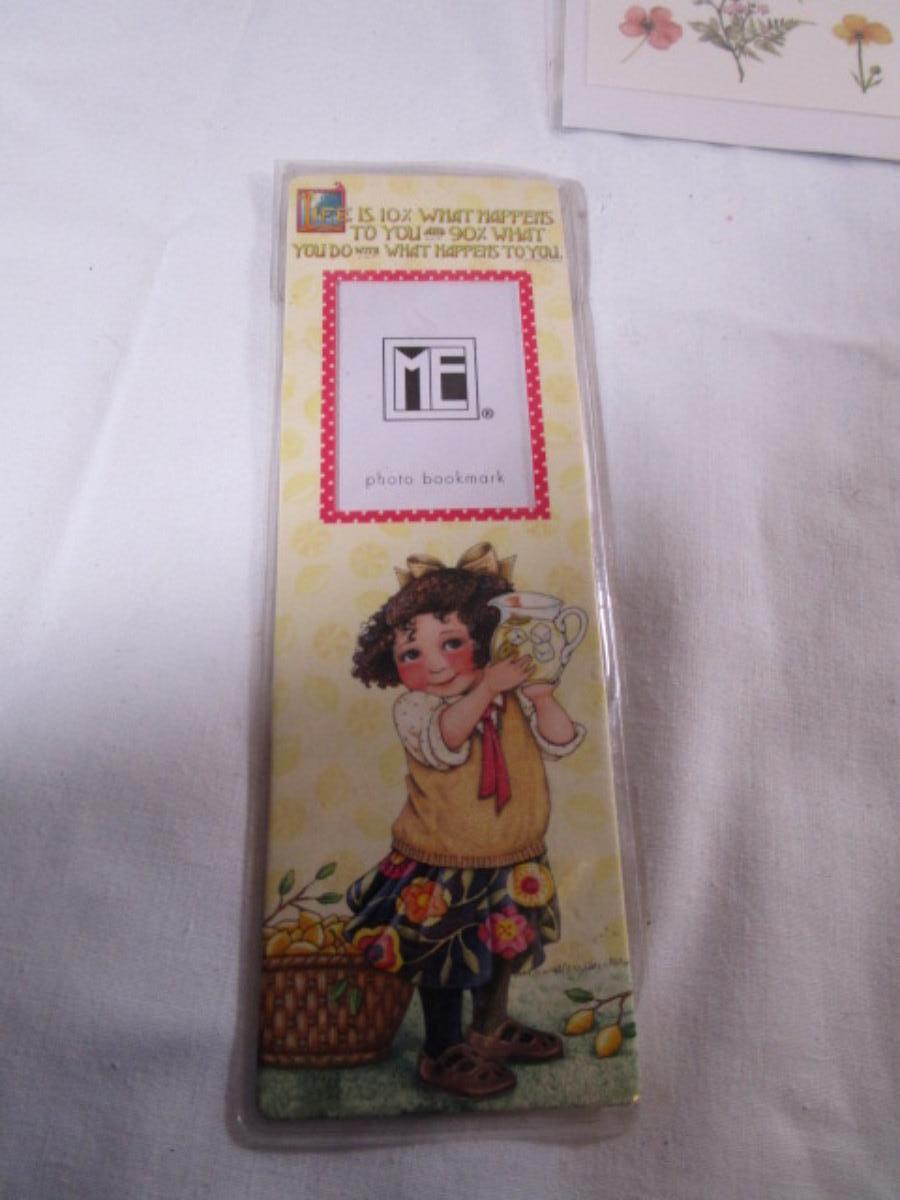 LIFE IS 10% WHAT HAPPENS
TO YOU AND 90% WHAT
YOU DO WITH WHAT HAPPENS TO YOU.
ME®
photo bookmark